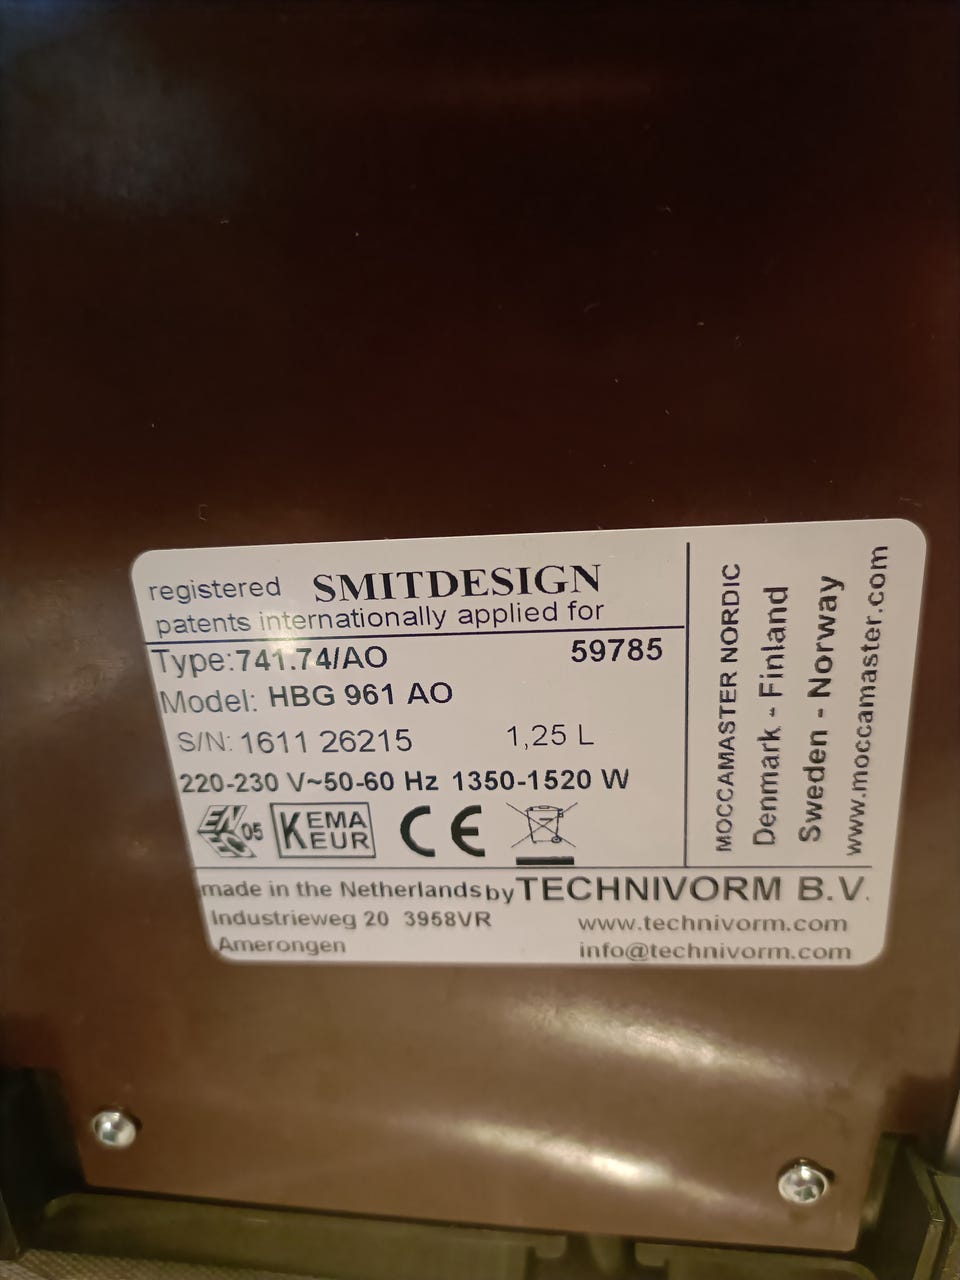 registered SMITDESIGN
patents internationally applied for
Type:741.74/AO 59785
Model: HBG 961 AO
S/N: 1611 26215 1,25 L
220-230 V~50-60 Hz 1350-1520 W
EN EC 05 KEMA KEUR CE
made in the Netherlands by TECHNIVORM B.V.
Industrieweg 20 3958VR www.technivorm.com
Amerongen info@technivorm.com
MOCCAMASTER NORDIC
Denmark - Finland
Sweden - Norway
www.moccamaster.com